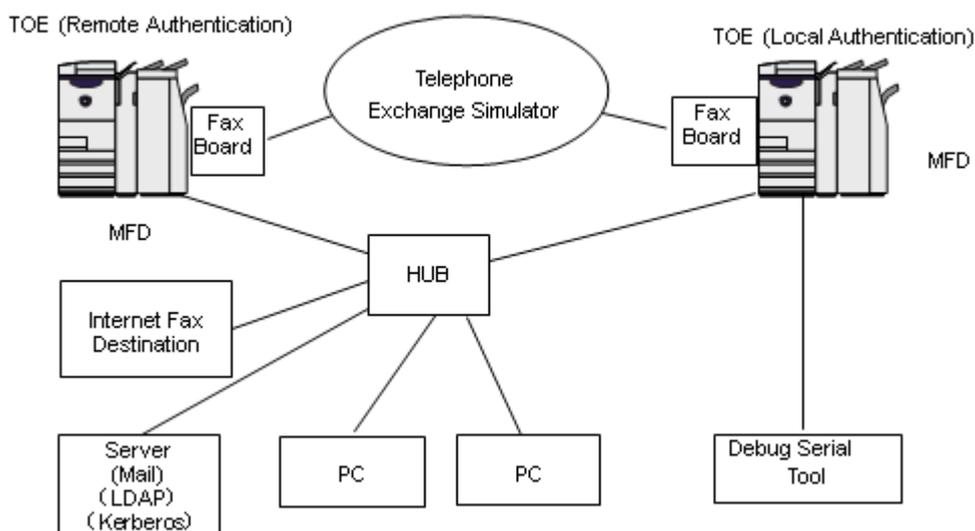 TOE (Remote Authentication)
TOE (Local Authentication)
Telephone
Exchange Simulator
Fax
Board
Fax
Board
MFD
MFD
HUB
Internet Fax
Destination
Server
(Mail)
(LDAP)
(Kerberos)
PC
PC
Debug Serial
Tool